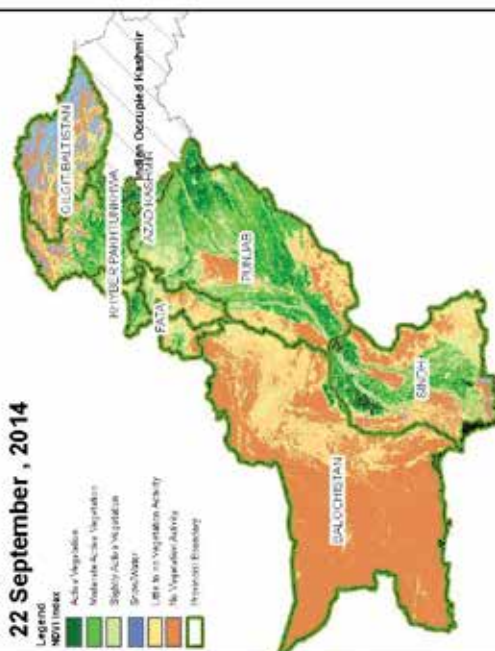 22 September , 2014
Legend
NDVI Index
Active Vegetation
Moderate Active Vegetation
Slightly Active Vegetation
Snow/Water
Little to no Vegetation Activity
No Vegetation Activity
Provincial Boundary
GILGIT BALTISTAN
KHYBER PAKHTUNKHWA
Indian Occupied Kashmir
AZAD KASHMIR
FATA
PUNJAB
BALOCHISTAN
SINDH